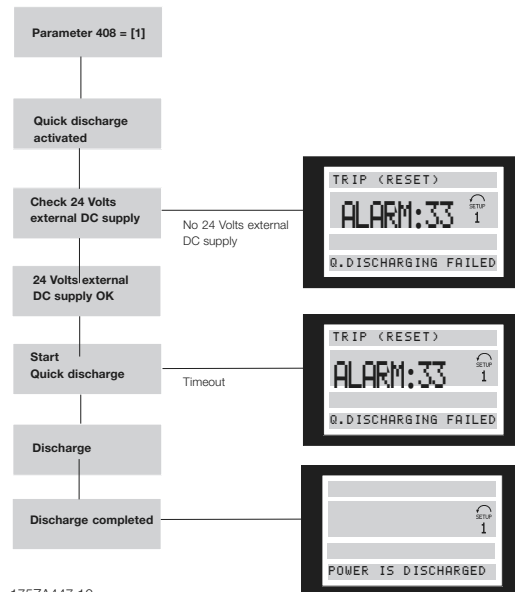 Parameter 408 = [1]
Quick discharge
activated
Check 24 Volts
external DC supply
No 24 Volts external
DC supply
TRIP (RESET)
ALARM:33
SETUP
1
Q.DISCHARGING FAILED
24 Volts external
DC supply OK
Start
Quick discharge
Timeout
TRIP (RESET)
ALARM:33
SETUP
1
Q.DISCHARGING FAILED
Discharge
Discharge completed
SETUP
1
POWER IS DISCHARGED
175ZA447.10